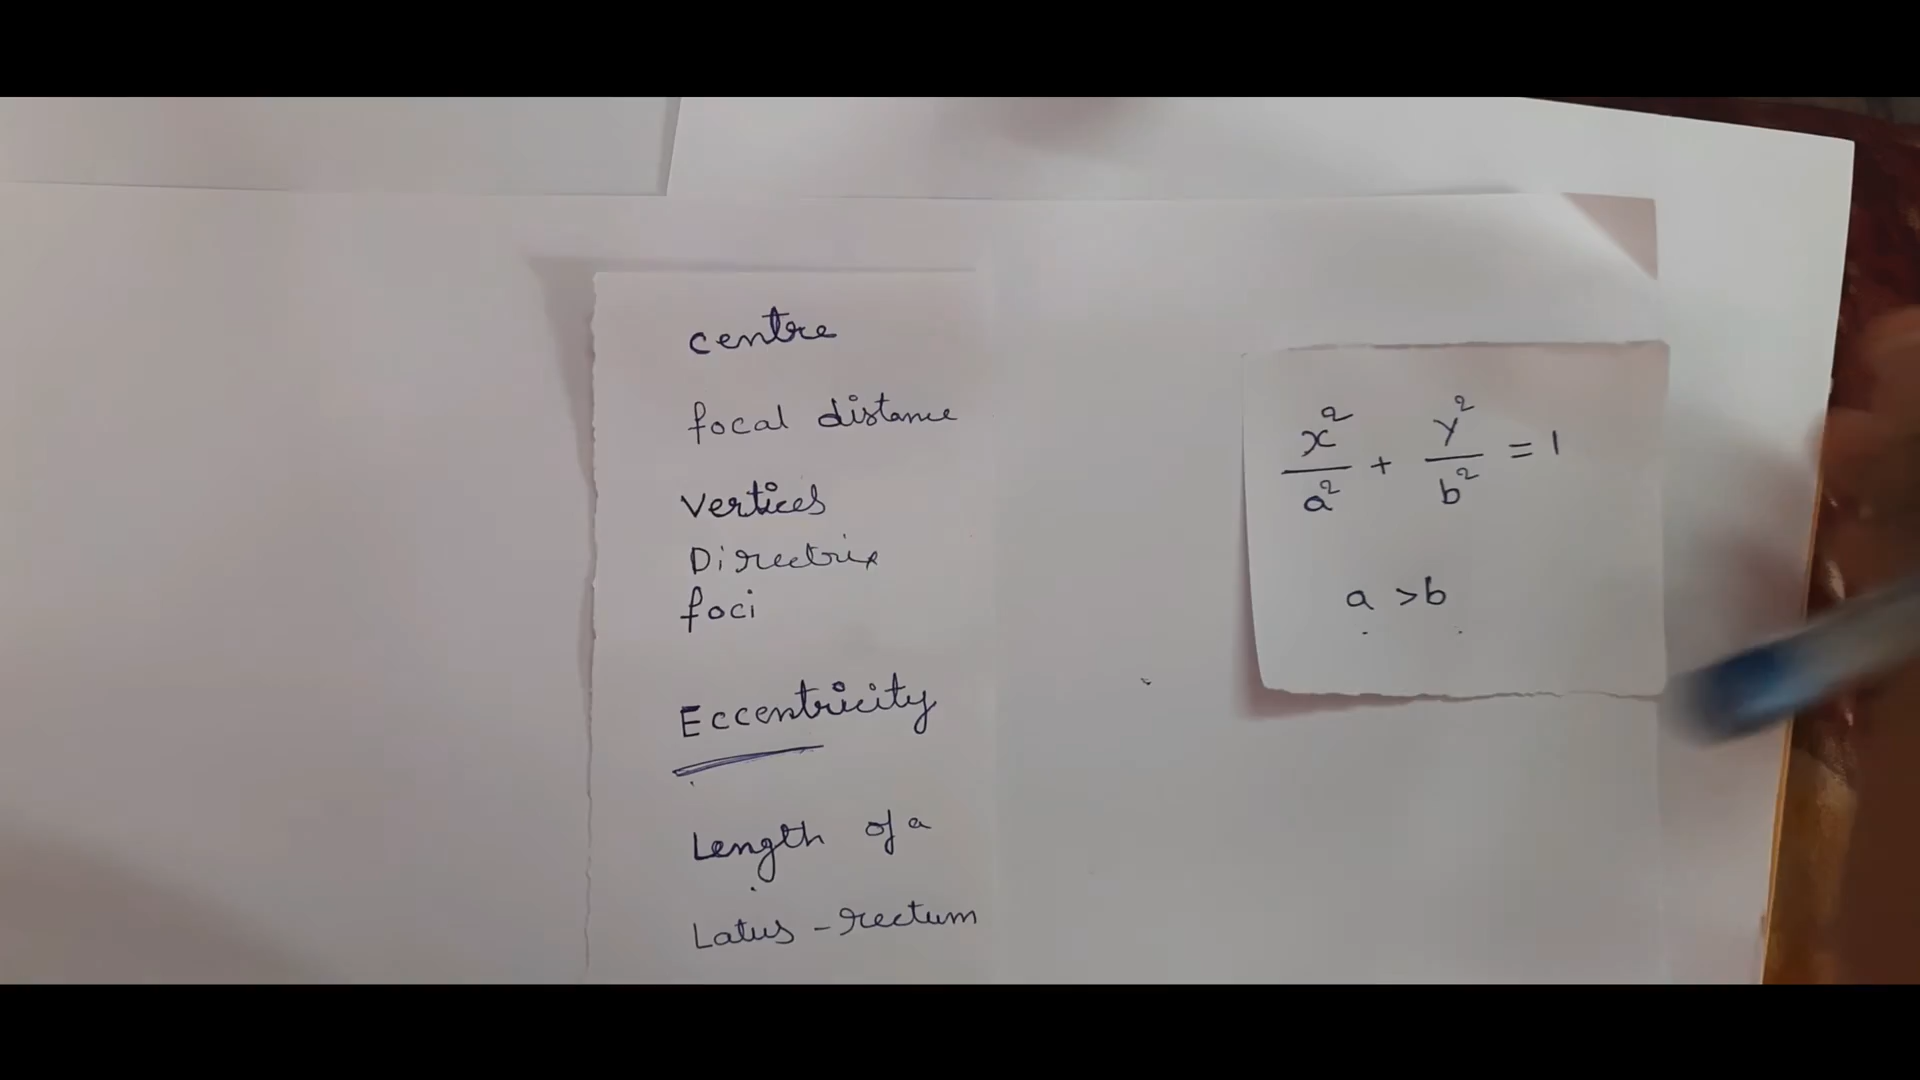 centre
focal distance
Vertices
Directrix
foci
Eccentricity
Length of a
Latus-rectum
x²/a² + y²/b² = 1
a > b